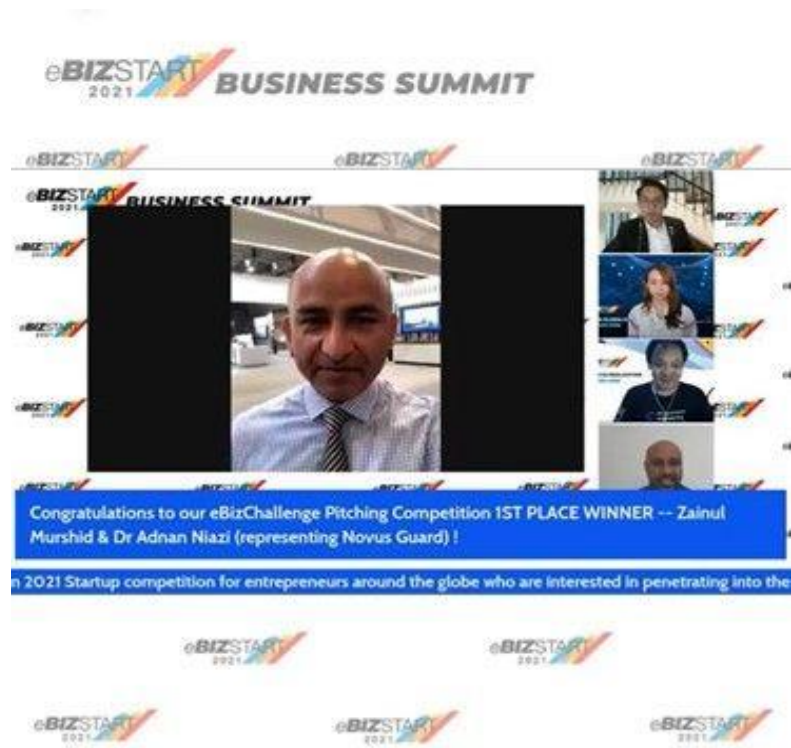 eBIZSTART
2021
BUSINESS SUMMIT
eBIZSTART
eBIZSTART
eBIZSTART
eBIZSTART
2021
BUSINESS SUMMIT
Congratulations to our eBizChallenge Pitching Competition 1ST PLACE WINNER -- Zainul
Murshid & Dr Adnan Niazi (representing Novus Guard) !
n 2021 Startup competition for entrepreneurs around the globe who are interested in penetrating into the
eBIZSTART
2021
eBIZSTART
2021
eBIZSTART
2021
eBIZSTART
2021
eBIZSTART
2021